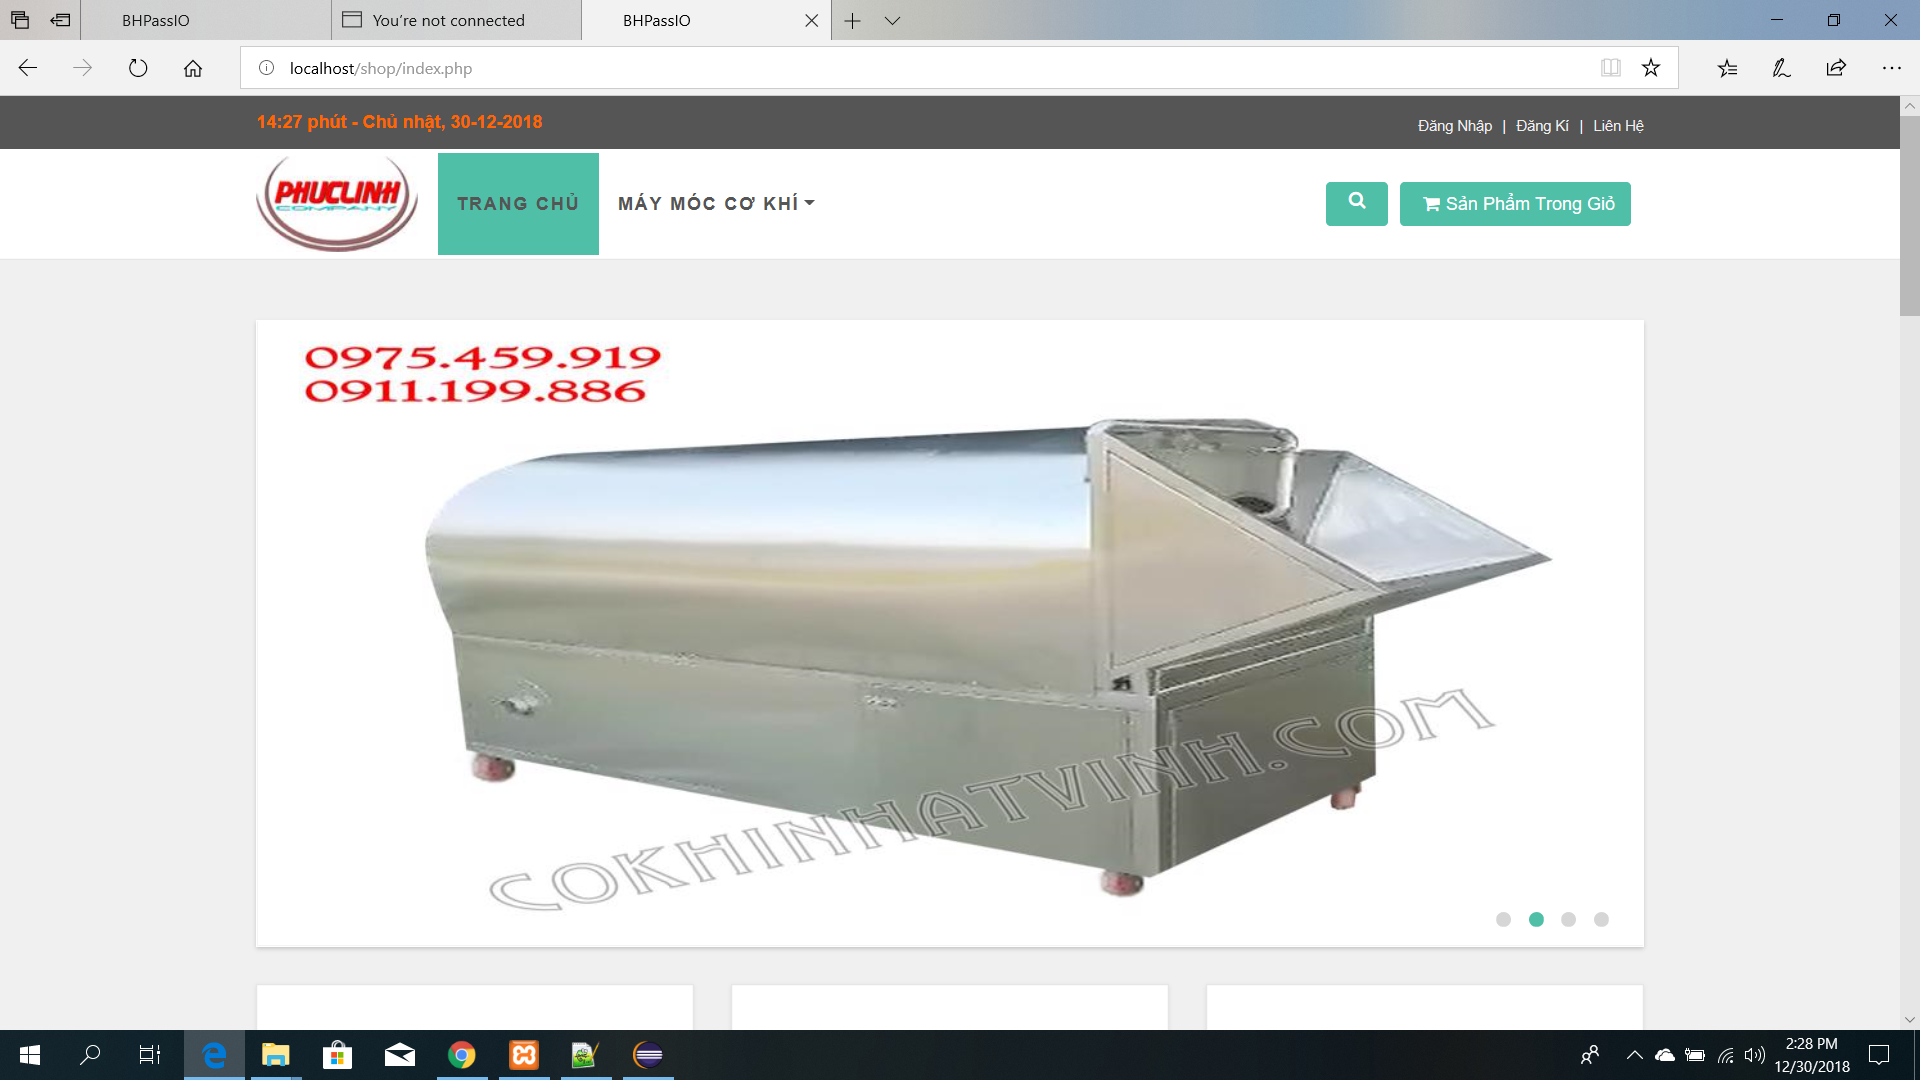 BHPassIO
You're not connected
BHPassIO
localhost/shop/index.php
14:27 phút - Chủ nhật, 30-12-2018
Đăng Nhập | Đăng Kí | Liên Hệ
PHUCLINH
COMPANY
TRANG CHỦ
MÁY MÓC CƠ KHÍ
Sản Phẩm Trong Giỏ
0975.459.919
0911.199.886
COKHINHATVINH.COM
2:28 PM
12/30/2018